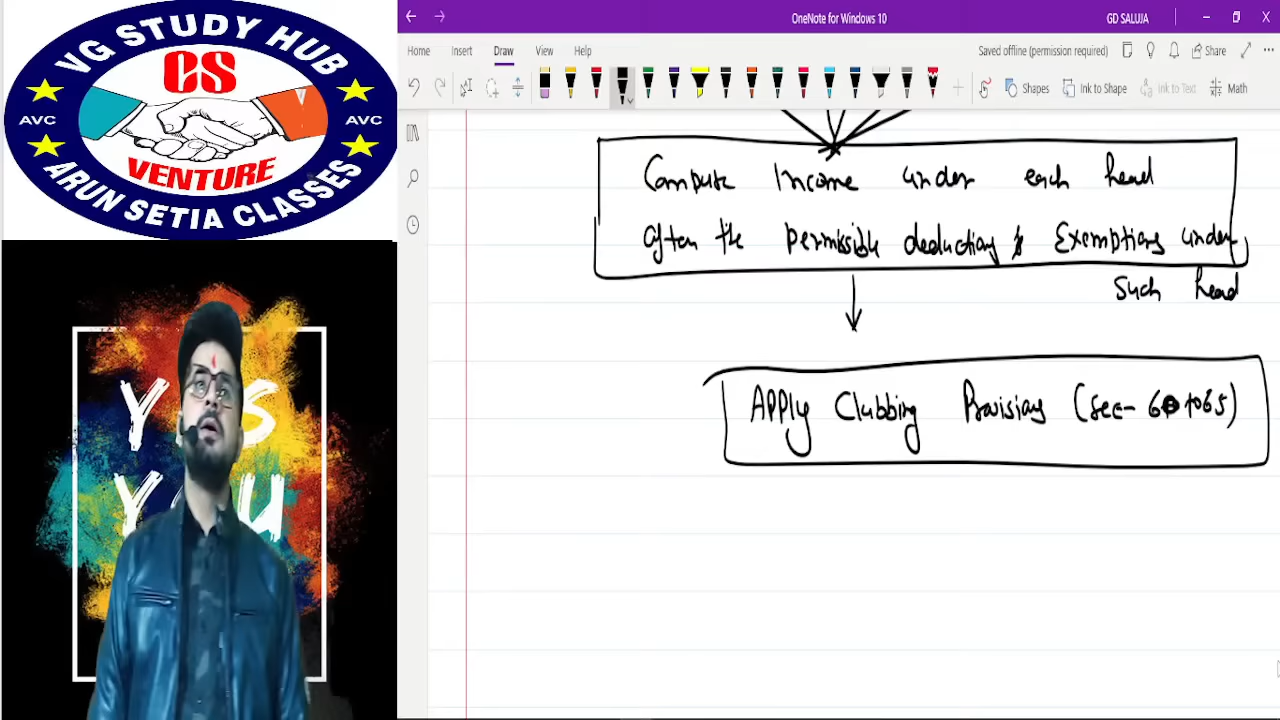 VG STUDY HUB
CS
AVC
AVC
VENTURE
ARUN SETIA CLASSES
YES
YOU
OneNote for Windows 10
GD SALUJA
Home Insert Draw View Help
Saved offline (permission required)
Share
Shapes
Ink to Shape
Ink to Text
Math
Compute Income under each head
after the permissible deductions & Exemptions under
such head
APPly Clubbing Provisions (Sec- 60 to 65)